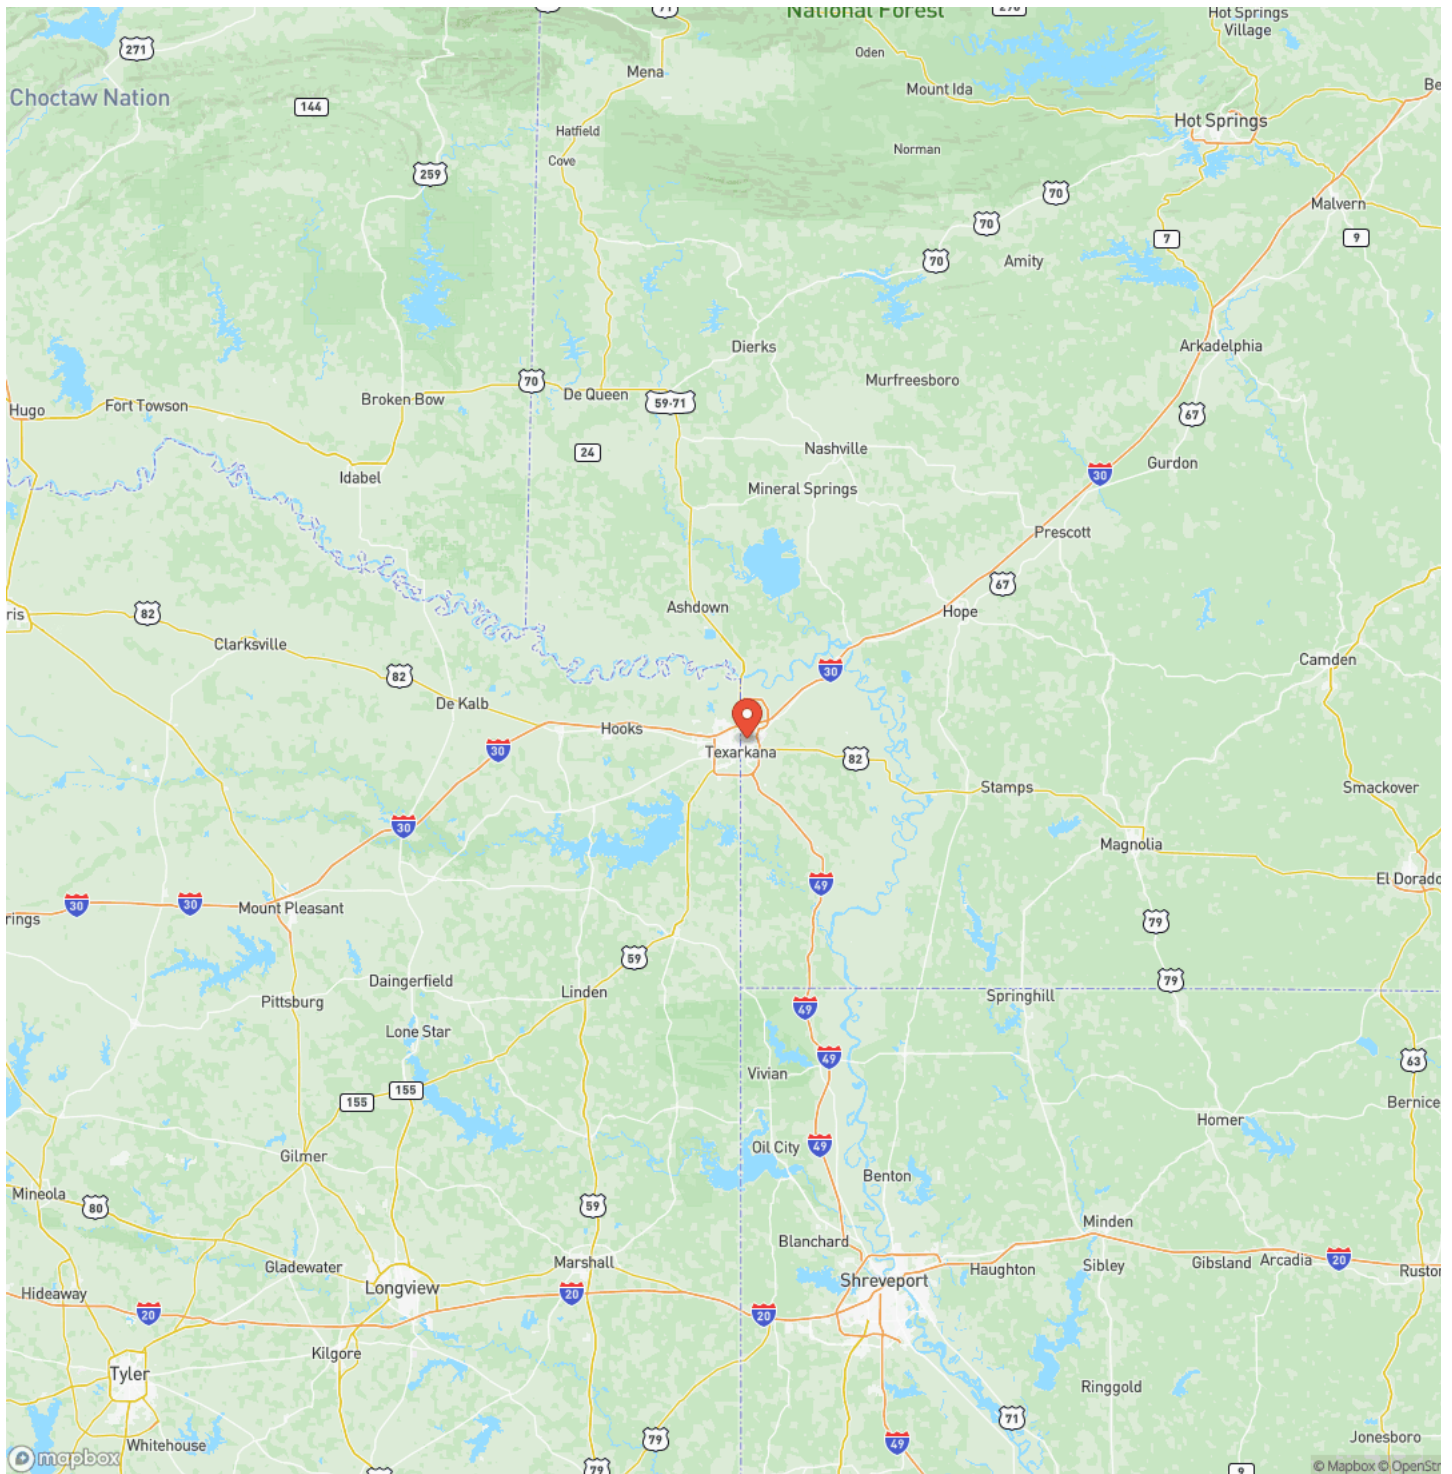 National Forest
71
270
Hot Springs
Village
271
Oden
Mena
Mount Ida
Choctaw Nation
144
Hot Springs
Hatfield
Norman
Cove
259
70
Malvern
70
7
9
70
Amity
Dierks
Arkadelphia
70
Murfreesboro
De Queen
Broken Bow
59-71
Fort Towson
Hugo
67
24
Nashville
Gurdon
Idabel
30
Mineral Springs
Prescott
67
Ashdown
Hope
82
Clarksville
Camden
30
82
De Kalb
Hooks
30
Texarkana
82
Stamps
Smackover
30
Magnolia
49
El Dorado
30
30
Mount Pleasant
rings
79
59
Daingerfield
79
Linden
Springhill
Pittsburg
49
Lone Star
49
63
Vivian
155
155
Bernice
Homer
49
Oil City
Gilmer
Benton
Mineola
80
59
Minden
Blanchard
Marshall
Gladewater
Haughton
Sibley
Gibsland
Arcadia
20
Shreveport
Longview
Hideaway
20
20
20
Kilgore
Tyler
Ringgold
71
Jonesboro
79
49
Whitehouse
mapbox
79
9
© Mapbox © OpenStr